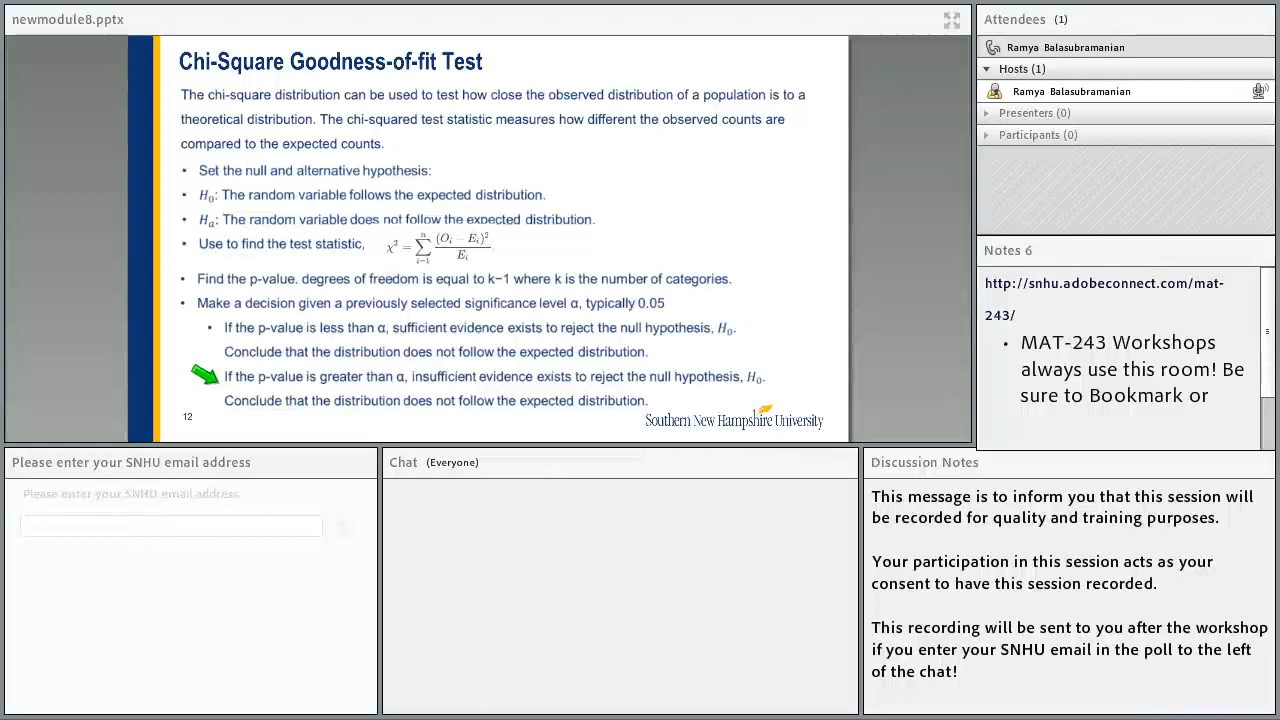 newmodule8.pptx
Chi-Square Goodness-of-fit Test
The chi-square distribution can be used to test how close the observed distribution of a population is to a
theoretical distribution. The chi-squared test statistic measures how different the observed counts are
compared to the expected counts.
• Set the null and alternative hypothesis:
• H₀: The random variable follows the expected distribution.
• Hₐ: The random variable does not follow the expected distribution.
• Use to find the test statistic, χ² = ∑ⁿᵢ₌₁ (Oᵢ − Eᵢ)² / Eᵢ
• Find the p-value. degrees of freedom is equal to k−1 where k is the number of categories.
• Make a decision given a previously selected significance level α, typically 0.05
• If the p-value is less than α, sufficient evidence exists to reject the null hypothesis, H₀.
Conclude that the distribution does not follow the expected distribution.
If the p-value is greater than α, insufficient evidence exists to reject the null hypothesis, H₀.
Conclude that the distribution does not follow the expected distribution.
12
Southern New Hampshire University
Attendees (1)
Ramya Balasubramanian
Hosts (1)
Ramya Balasubramanian
Presenters (0)
Participants (0)
Notes 6
http://snhu.adobeconnect.com/mat-
243/
• MAT-243 Workshops
always use this room! Be
sure to Bookmark or
Please enter your SNHU email address
Please enter your SNHU email address
Chat (Everyone)
Discussion Notes
This message is to inform you that this session will
be recorded for quality and training purposes.
Your participation in this session acts as your
consent to have this session recorded.
This recording will be sent to you after the workshop
if you enter your SNHU email in the poll to the left
of the chat!